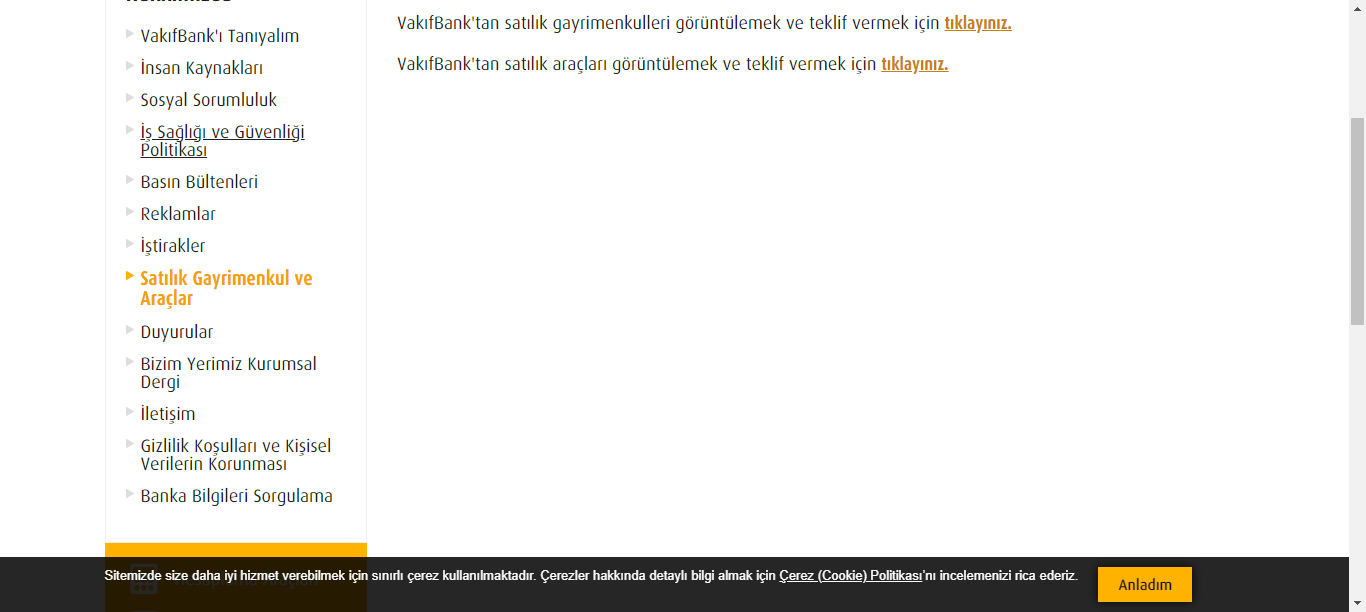 VakıfBank'ı Tanıyalım
İnsan Kaynakları
Sosyal Sorumluluk
İş Sağlığı ve Güvenliği
Politikası
Basın Bültenleri
Reklamlar
İştirakler
Satılık Gayrimenkul ve
Araçlar
Duyurular
Bizim Yerimiz Kurumsal
Dergi
İletişim
Gizlilik Koşulları ve Kişisel
Verilerin Korunması
Banka Bilgileri Sorgulama
VakıfBank'tan satılık gayrimenkulleri görüntülemek ve teklif vermek için tıklayınız.
VakıfBank'tan satılık araçları görüntülemek ve teklif vermek için tıklayınız.
Sitemizde size daha iyi hizmet verebilmek için sınırlı çerez kullanılmaktadır. Çerezler hakkında detaylı bilgi almak için Çerez (Cookie) Politikası'nı incelemenizi rica ederiz.
Anladım